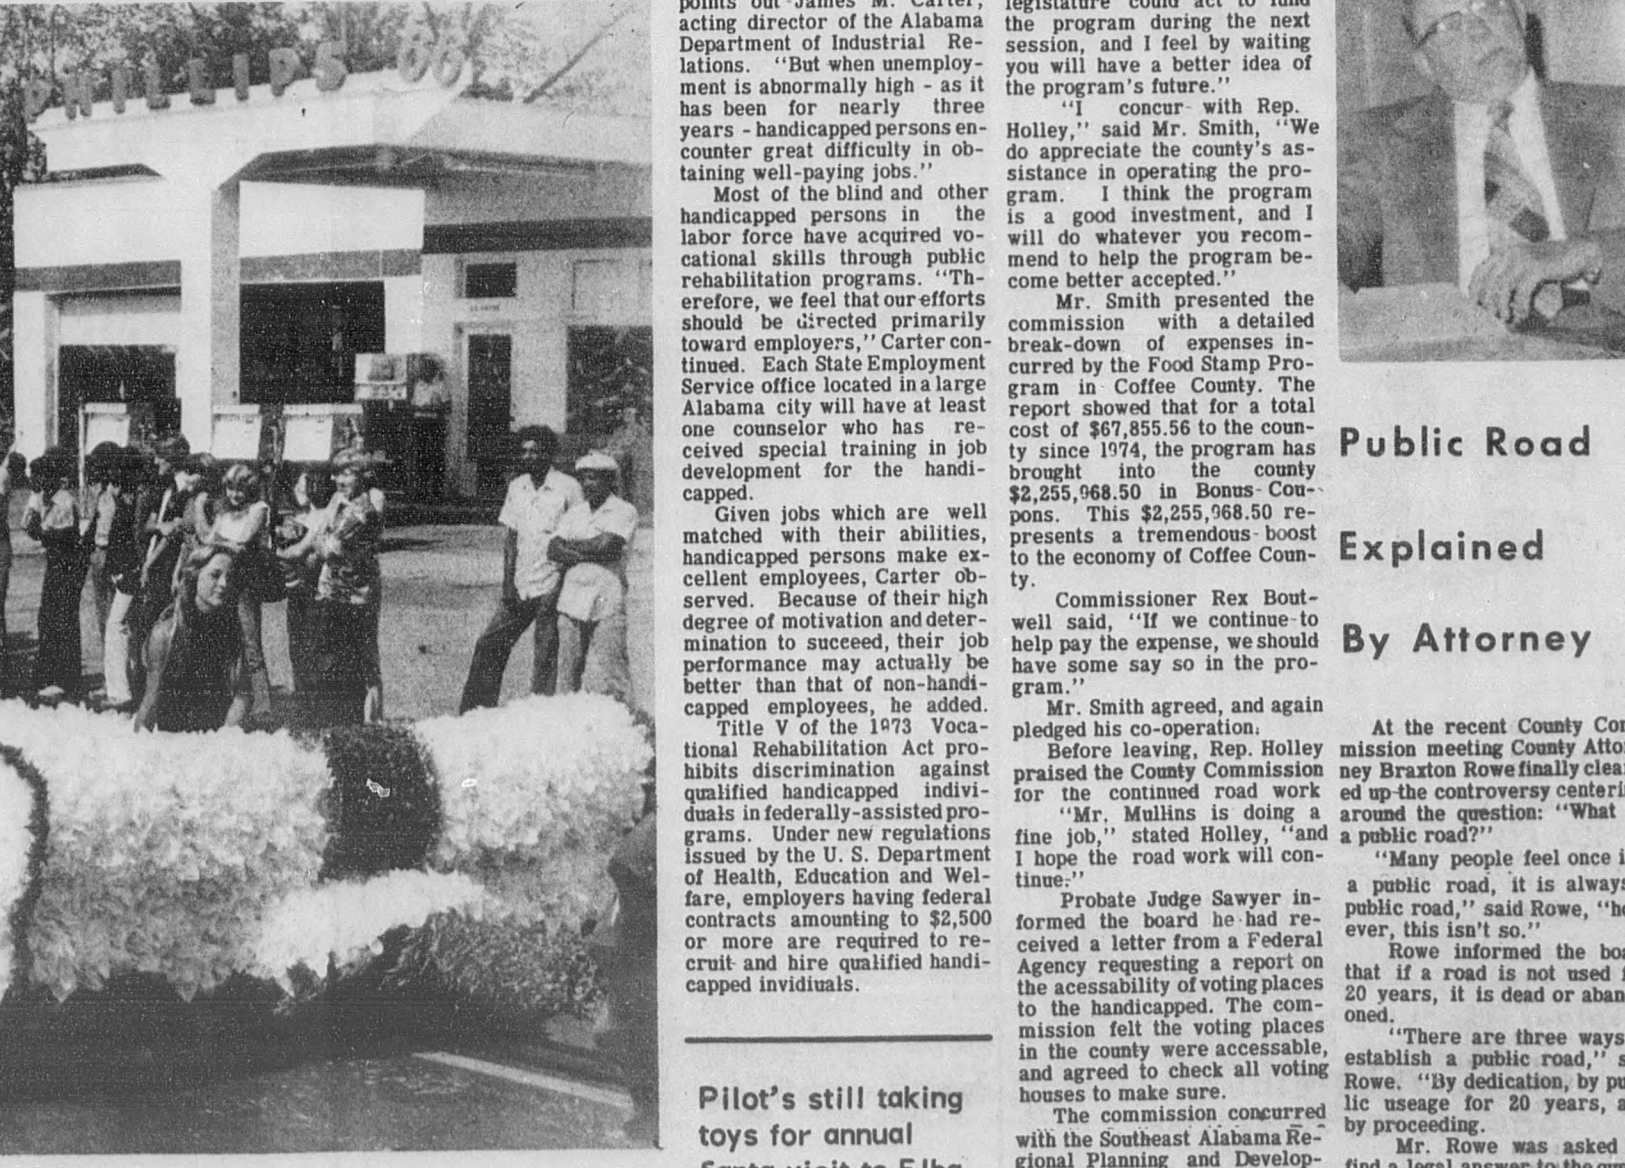 PHILLIPS 66
points out James M. Carter,
acting director of the Alabama
Department of Industrial Re-
lations. "But when unemploy-
ment is abnormally high - as it
has been for nearly three
years - handicapped persons en-
counter great difficulty in ob-
taining well-paying jobs."
Most of the blind and other
handicapped persons in the
labor force have acquired vo-
cational skills through public
rehabilitation programs. "Th-
erefore, we feel that our efforts
should be directed primarily
toward employers," Carter con-
tinued. Each State Employment
Service office located in a large
Alabama city will have at least
one counselor who has re-
ceived special training in job
development for the handi-
capped.
Given jobs which are well
matched with their abilities,
handicapped persons make ex-
cellent employees, Carter ob-
served. Because of their high
degree of motivation and deter-
mination to succeed, their job
performance may actually be
better than that of non-handi-
capped employees, he added.
Title V of the 1973 Voca-
tional Rehabilitation Act pro-
hibits discrimination against
qualified handicapped indivi-
duals in federally-assisted pro-
grams. Under new regulations
issued by the U. S. Department
of Health, Education and Wel-
fare, employers having federal
contracts amounting to $2,500
or more are required to re-
cruit and hire qualified handi-
capped invidiuals.
Pilot's still taking
toys for annual
Santa visit to Elba
legislature could act to fund
the program during the next
session, and I feel by waiting
you will have a better idea of
the program's future."
"I concur with Rep.
Holley," said Mr. Smith, "We
do appreciate the county's as-
sistance in operating the pro-
gram. I think the program
is a good investment, and I
will do whatever you recom-
mend to help the program be-
come better accepted."
Mr. Smith presented the
commission with a detailed
break-down of expenses in-
curred by the Food Stamp Pro-
gram in Coffee County. The
report showed that for a total
cost of $67,855.56 to the coun-
ty since 1974, the program has
brought into the county
$2,255,968.50 in Bonus Cou-
pons. This $2,255,968.50 re-
presents a tremendous boost
to the economy of Coffee Coun-
ty.
Commissioner Rex Bout-
well said, "If we continue to
help pay the expense, we should
have some say so in the pro-
gram."
Mr. Smith agreed, and again
pledged his co-operation.
Before leaving, Rep. Holley
praised the County Commission
for the continued road work
"Mr. Mullins is doing a
fine job," stated Holley, "and
I hope the road work will con-
tinue."
Probate Judge Sawyer in-
formed the board he had re-
ceived a letter from a Federal
Agency requesting a report on
the acessability of voting places
to the handicapped. The com-
mission felt the voting places
in the county were accessable,
and agreed to check all voting
houses to make sure.
The commission concurred
with the Southeast Alabama Re-
gional Planning and Develop-
Public Road
Explained
By Attorney
At the recent County Com
mission meeting County Attor
ney Braxton Rowe finally clea
ed up the controversy centeri
around the question: "What
a public road?"
"Many people feel once i
a public road, it is always
public road," said Rowe, "ho
ever, this isn't so."
Rowe informed the boa
that if a road is not used f
20 years, it is dead or aban
oned.
"There are three ways
establish a public road," s
Rowe. "By dedication, by pu
lic useage for 20 years, a
by proceeding.
Mr. Rowe was asked
find a legal answer to the